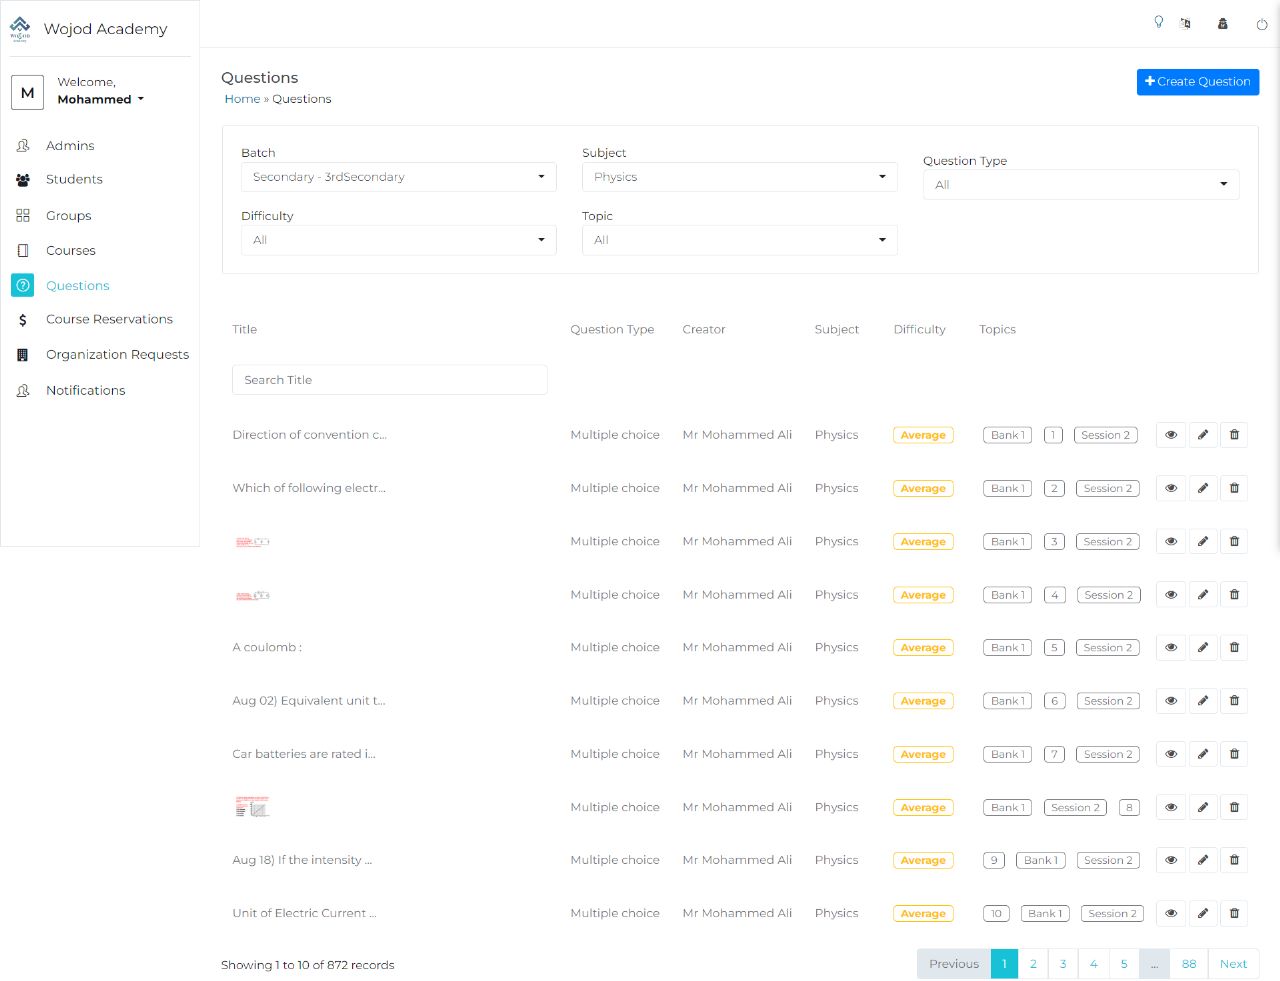 Wojod Academy
M
Welcome,
Mohammed
Admins
Students
Groups
Courses
Questions
Course Reservations
Organization Requests
Notifications
Questions
Home » Questions
Create Question
Batch
Secondary - 3rdSecondary
Subject
Physics
Question Type
All
Difficulty
All
Topic
All
Title Question Type Creator Subject Difficulty Topics
Search Title
Direction of convention c... Multiple choice Mr Mohammed Ali Physics Average Bank 1 1 Session 2
Which of following electr... Multiple choice Mr Mohammed Ali Physics Average Bank 1 2 Session 2
Multiple choice Mr Mohammed Ali Physics Average Bank 1 3 Session 2
Multiple choice Mr Mohammed Ali Physics Average Bank 1 4 Session 2
A coulomb : Multiple choice Mr Mohammed Ali Physics Average Bank 1 5 Session 2
Aug 02) Equivalent unit t... Multiple choice Mr Mohammed Ali Physics Average Bank 1 6 Session 2
Car batteries are rated i... Multiple choice Mr Mohammed Ali Physics Average Bank 1 7 Session 2
Multiple choice Mr Mohammed Ali Physics Average Bank 1 Session 2 8
Aug 18) If the intensity ... Multiple choice Mr Mohammed Ali Physics Average 9 Bank 1 Session 2
Unit of Electric Current ... Multiple choice Mr Mohammed Ali Physics Average 10 Bank 1 Session 2
Showing 1 to 10 of 872 records
Previous 1 2 3 4 5 ... 88 Next